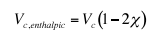 V_{c,enthalpic} = V_c(1−2χ)